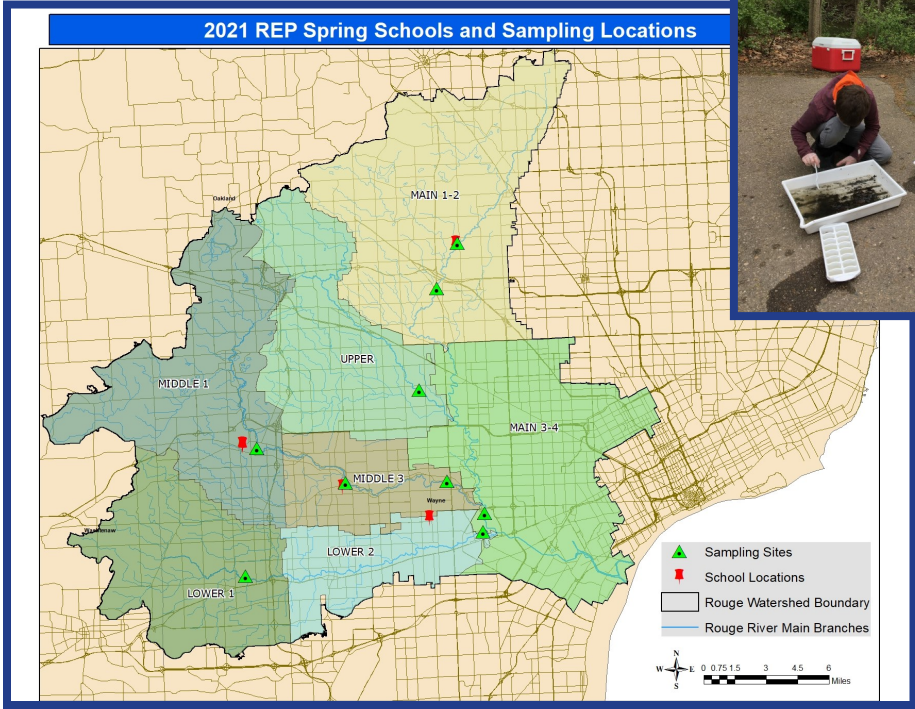 2021 REP Spring Schools and Sampling Locations
MAIN 1-2
Oakland
UPPER
MIDDLE 1
MAIN 3-4
MIDDLE 3
Wayne
Washtenaw
LOWER 2
LOWER 1
Sampling Sites
School Locations
Rouge Watershed Boundary
Rouge River Main Branches
N
W E
S
0 0.75 1.5 3 4.5 6
Miles